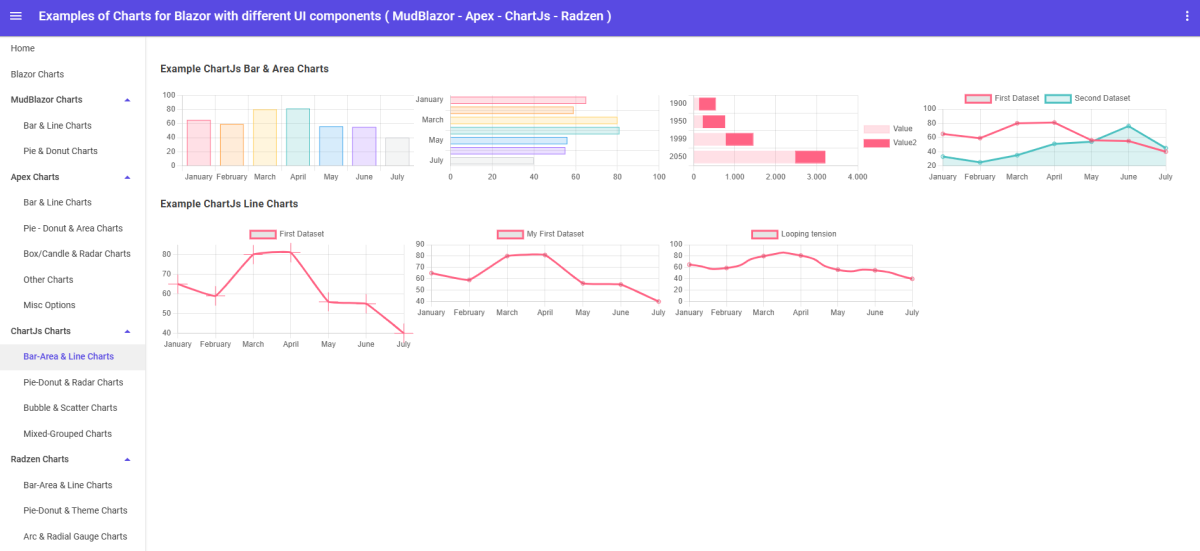 Examples of Charts for Blazor with different UI components ( MudBlazor - Apex - ChartJs - Radzen )
Home
Blazor Charts
MudBlazor Charts
Bar & Line Charts
Pie & Donut Charts
Apex Charts
Bar & Line Charts
Pie - Donut & Area Charts
Box/Candle & Radar Charts
Other Charts
Misc Options
ChartJs Charts
Bar-Area & Line Charts
Pie-Donut & Radar Charts
Bubble & Scatter Charts
Mixed-Grouped Charts
Radzen Charts
Bar-Area & Line Charts
Pie-Donut & Theme Charts
Arc & Radial Gauge Charts
Example ChartJs Bar & Area Charts
100
80
60
40
20
0
January February March April May June July
January
March
May
July
0 20 40 60 80 100
1900
1950
1999
2050
0 1.000 2.000 3.000 4.000
Value
Value2
First Dataset Second Dataset
100
80
60
40
20
January February March April May June July
Example ChartJs Line Charts
First Dataset
80
70
60
50
40
January February March April May June July
My First Dataset
90
80
70
60
50
40
January February March April May June July
Looping tension
100
80
60
40
20
0
January February March April May June July